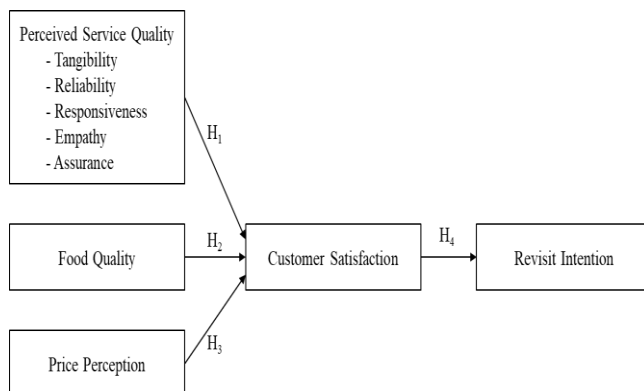 Perceived Service Quality
- Tangibility
- Reliability
- Responsiveness
- Empathy
- Assurance
H₁
Food Quality
H₂
Customer Satisfaction
H₄
Revisit Intention
H₃
Price Perception